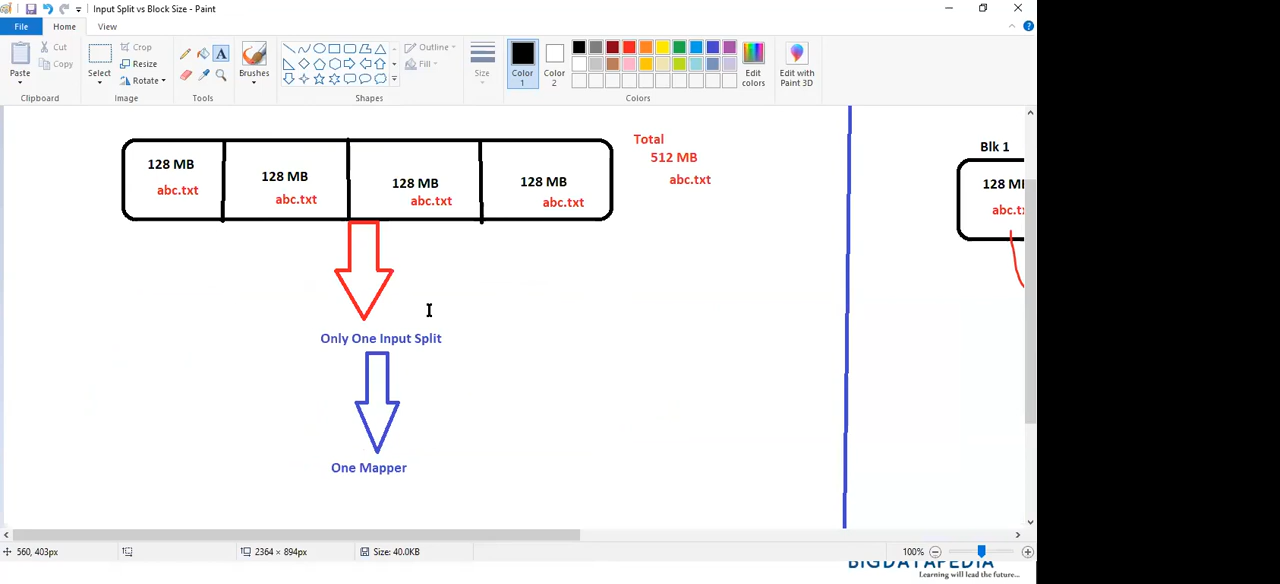 Input Split vs Block Size - Paint
File Home View
Paste
Cut
Copy
Clipboard
Select
Crop
Resize
Rotate
Image
A
Tools
Brushes
Outline
Fill
Shapes
Size
Color
1
Color
2
Edit
colors
Colors
Edit with
Paint 3D
128 MB
abc.txt
128 MB
abc.txt
128 MB
abc.txt
128 MB
abc.txt
Total
512 MB
abc.txt
Only One Input Split
One Mapper
Blk 1
128 M
abc.t
560, 403px
2364 × 894px
Size: 40.0KB
100%
BIGDATAPEDIA
Learning will lead the future...